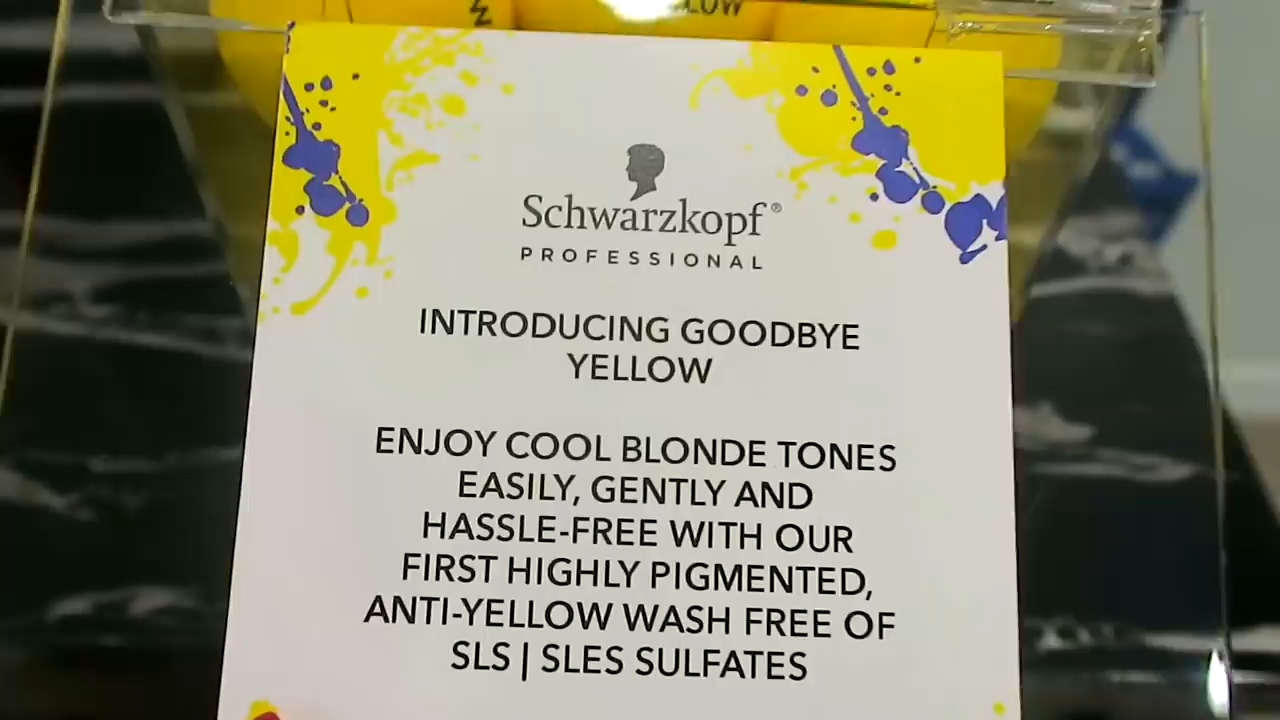 Schwarzkopf®
PROFESSIONAL
INTRODUCING GOODBYE
YELLOW
ENJOY COOL BLONDE TONES
EASILY, GENTLY AND
HASSLE-FREE WITH OUR
FIRST HIGHLY PIGMENTED,
ANTI-YELLOW WASH FREE OF
SLS | SLES SULFATES